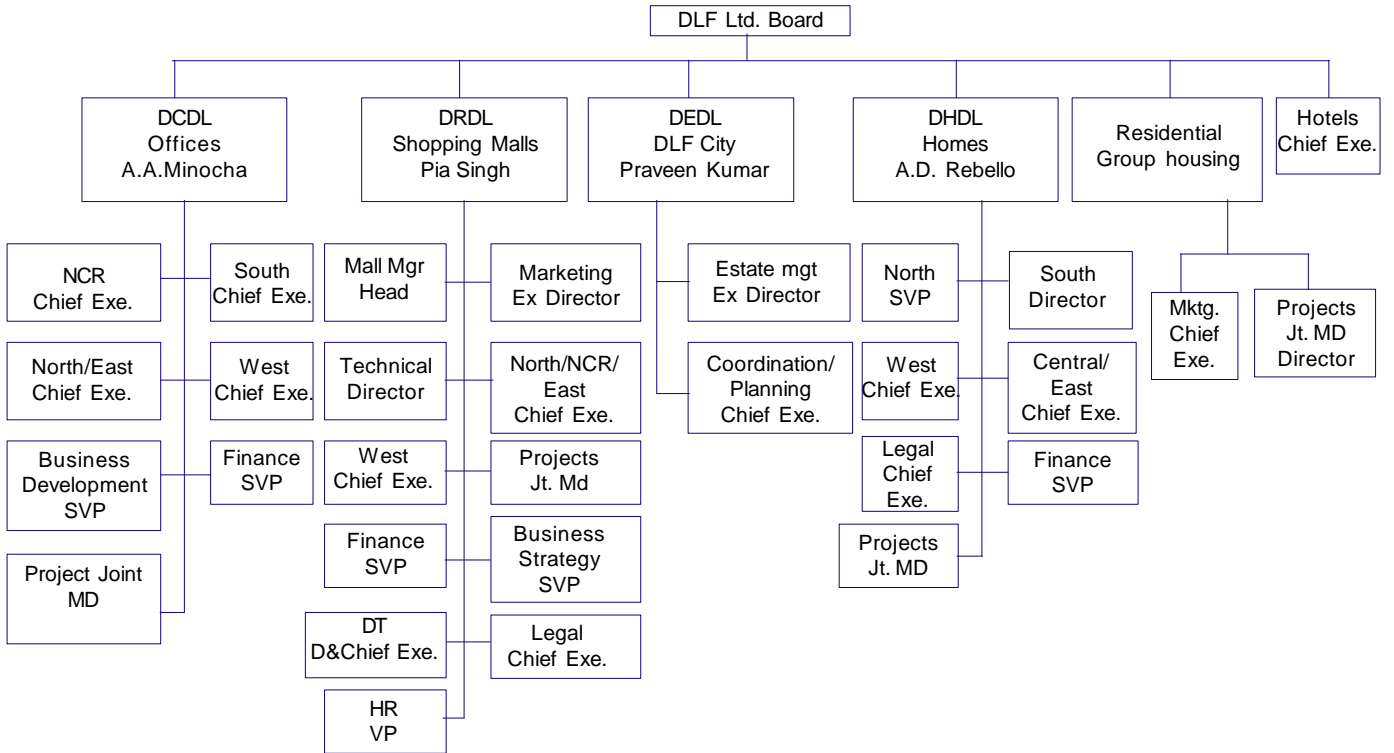 DLF Ltd. Board
DCDL
Offices
A.A.Minocha
DRDL
Shopping Malls
Pia Singh
DEDL
DLF City
Praveen Kumar
DHDL
Homes
A.D. Rebello
Residential
Group housing
Hotels
Chief Exe.
NCR
Chief Exe.
South
Chief Exe.
North/East
Chief Exe.
West
Chief Exe.
Business
Development
SVP
Finance
SVP
Project Joint
MD
Mall Mgr
Head
Marketing
Ex Director
Technical
Director
North/NCR/
East
Chief Exe.
West
Chief Exe.
Projects
Jt. Md
Finance
SVP
Business
Strategy
SVP
DT
D&Chief Exe.
Legal
Chief Exe.
HR
VP
Estate mgt
Ex Director
Coordination/
Planning
Chief Exe.
North
SVP
South
Director
West
Chief Exe.
Central/
East
Chief Exe.
Legal
Chief
Exe.
Finance
SVP
Projects
Jt. MD
Mktg.
Chief
Exe.
Projects
Jt. MD
Director